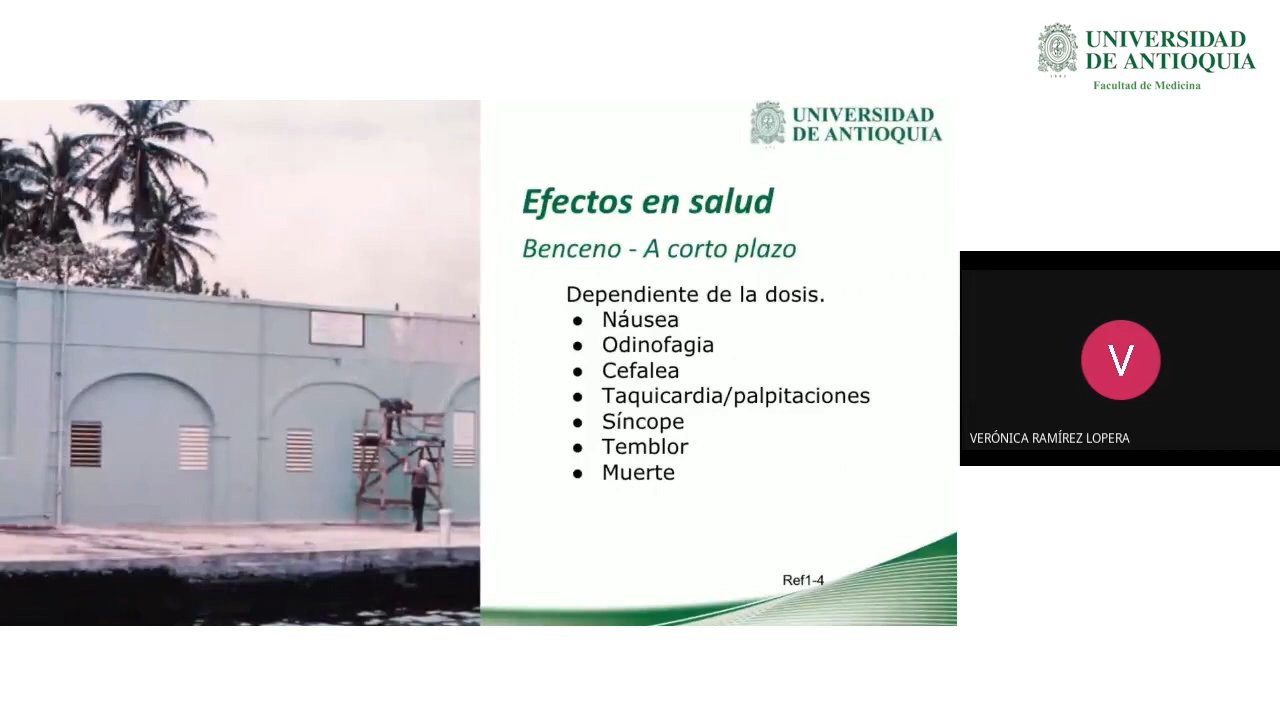 UNIVERSIDAD
DE ANTIOQUIA
Facultad de Medicina
UNIVERSIDAD
DE ANTIOQUIA
Efectos en salud
Benceno - A corto plazo
Dependiente de la dosis.
● Náusea
● Odinofagia
● Cefalea
● Taquicardia/palpitaciones
● Síncope
● Temblor
● Muerte
Ref1-4
V
VERÓNICA RAMÍREZ LOPERA